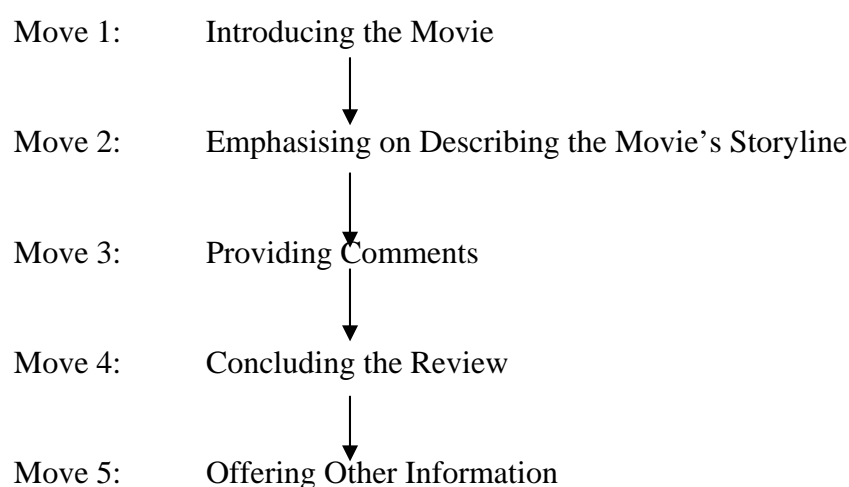 Move 1: Introducing the Movie
Move 2: Emphasising on Describing the Movie's Storyline
Move 3: Providing Comments
Move 4: Concluding the Review
Move 5: Offering Other Information